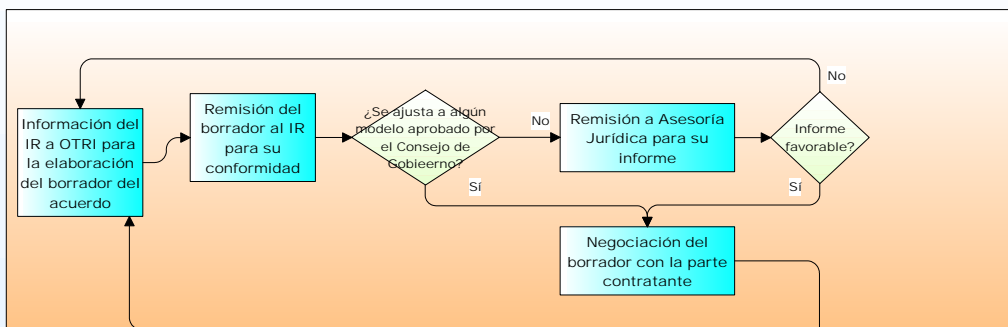 No
Información del
IR a OTRI para
la elaboración
del borrador del
acuerdo
Remisión del
borrador al IR
para su
conformidad
¿Se ajusta a algún
modelo aprobado por
el Consejo de
Gobieerno?
No
Sí
Remisión a Asesoría
Jurídica para su
informe
Informe
favorable?
Sí
Negociación del
borrador con la parte
contratante